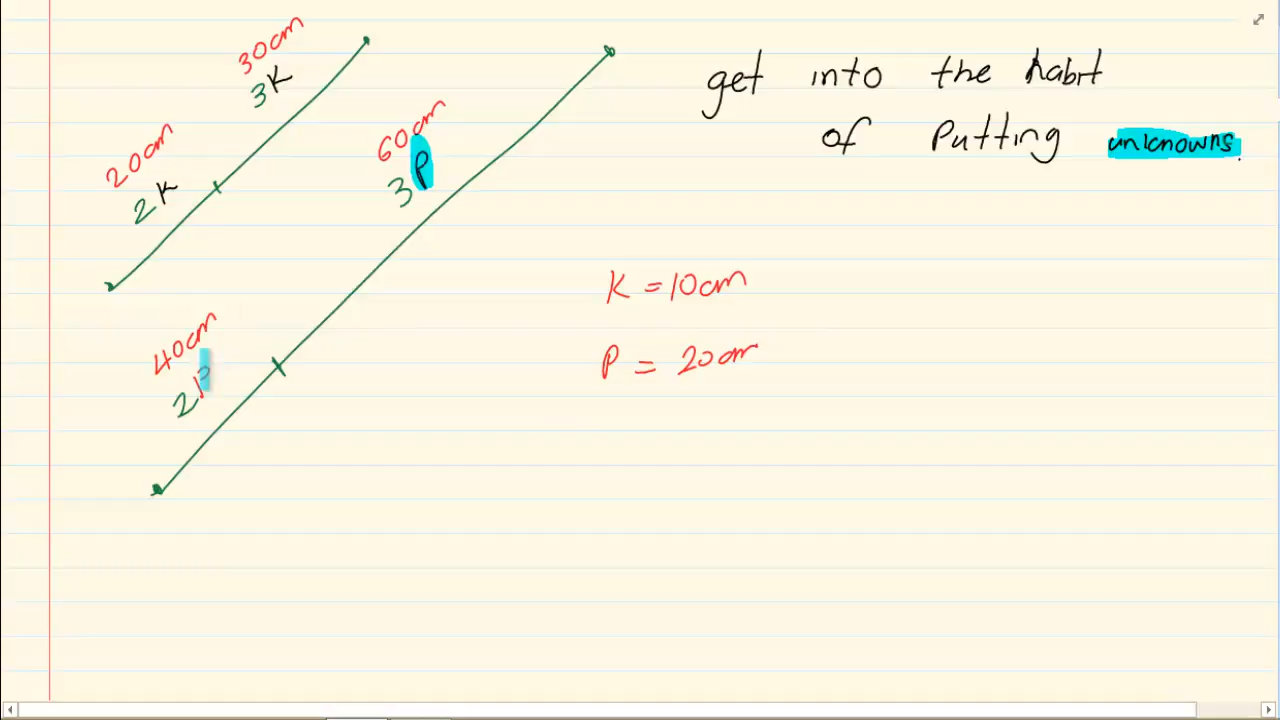 30cm
3K
20cm
2K
60cm
3P
40cm
2P
get into the habit
of Putting unknowns.
K = 10cm
P = 20cm